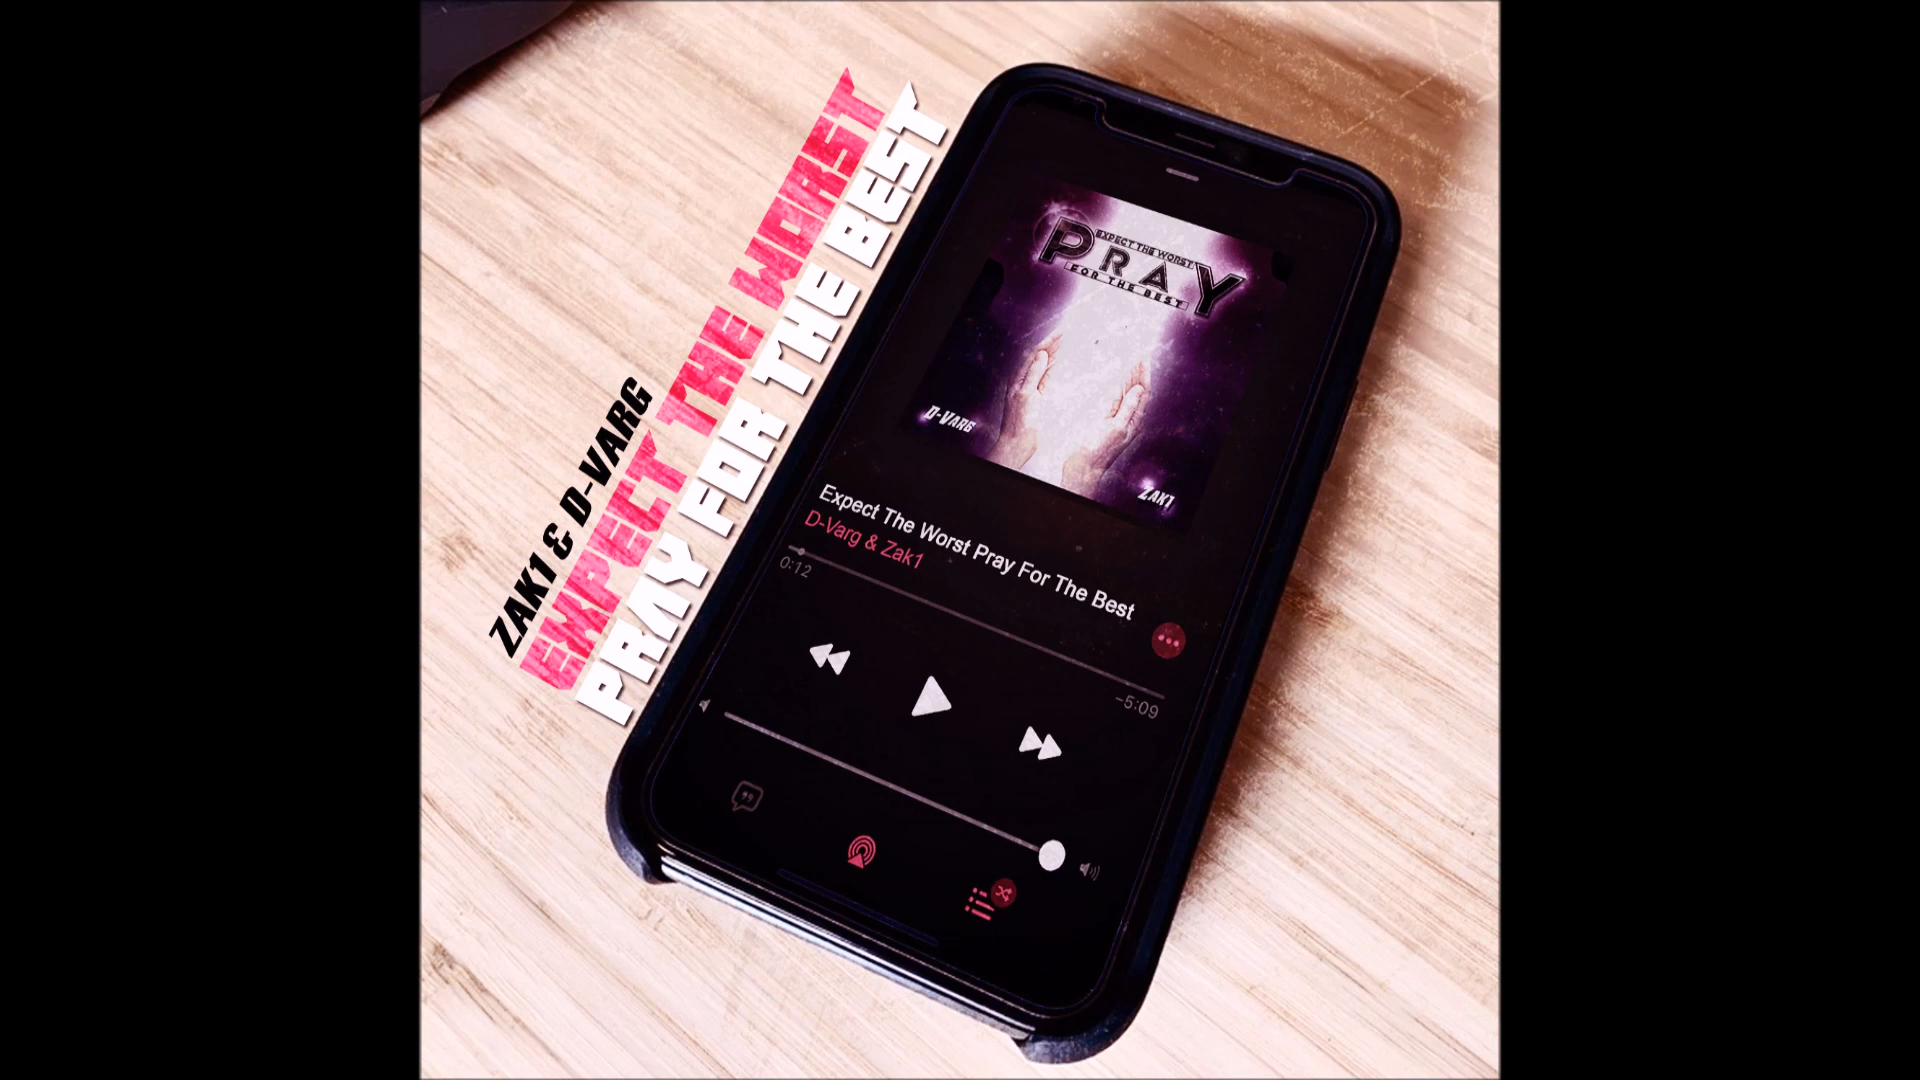 ZAK1 & D-VARG
EXPECT THE WORST
PRAY FOR THE BEST
EXPECT THE WORST
PRAY
FOR THE BEST
D-VARG
ZAK1
Expect The Worst Pray For The Best
D-Varg & Zak1
0:12
-5:09